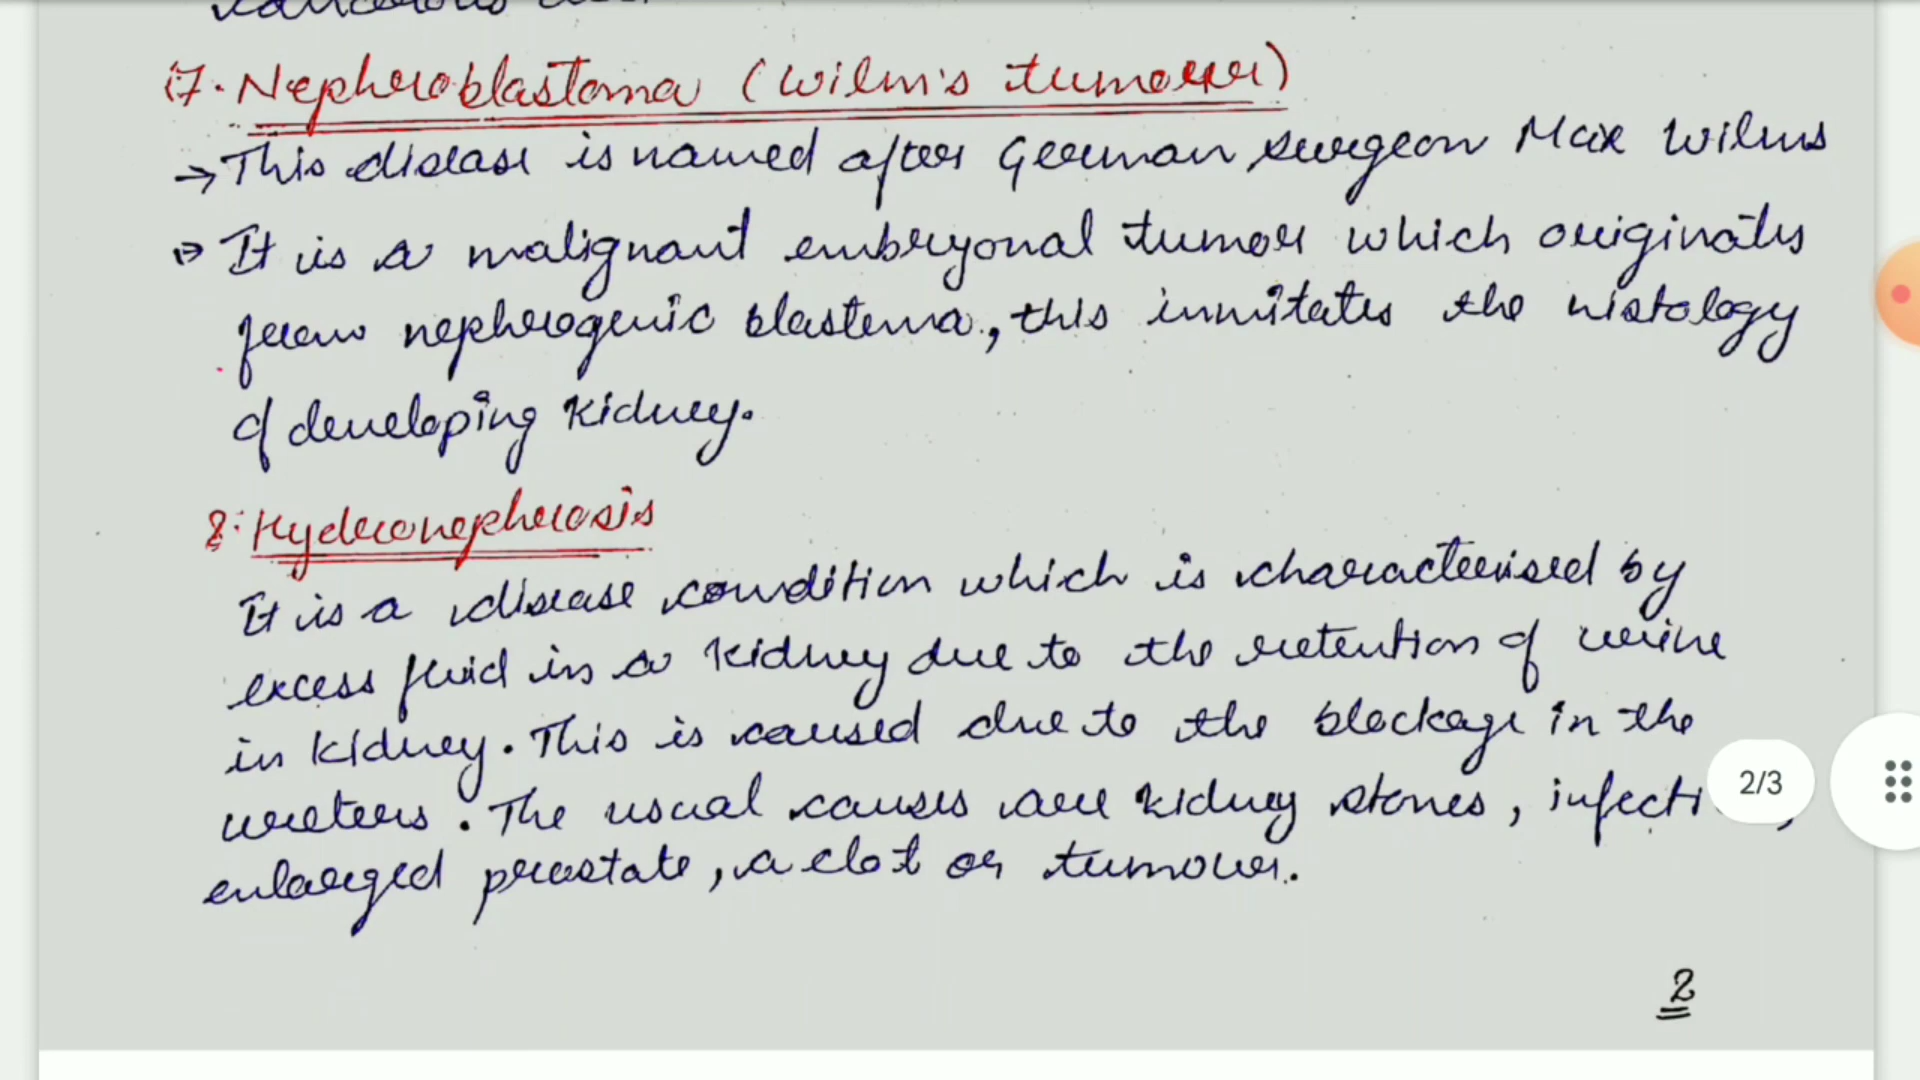 7. Nephroblastoma (Wilm's tumour)
→ This disease is named after German surgeon Max Wilms
→ It is a malignant embryonal tumor which originates
from nephrogenic blastema, this immitates the histology
of developing kidney.
8. Hydronephrosis
It is a disease condition which is characterised by
excess fluid in a kidney due to the retention of urine
in kidney. This is caused due to the blockage in the
ureters. The usual causes are kidney stones, infecti
enlarged prostate, a clot or tumour.
2/3
2